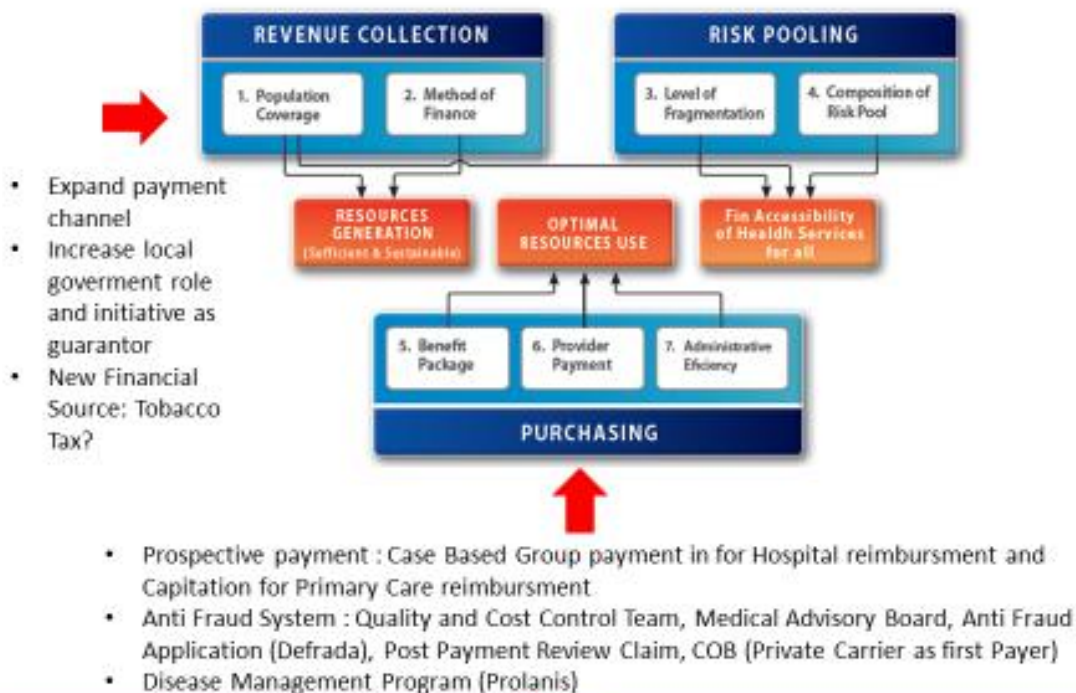 REVENUE COLLECTION
1. Population
Coverage
2. Method of
Finance
RISK POOLING
3. Level of
Fragmentation
4. Composition of
Risk Pool
• Expand payment
channel
• Increase local
goverment role
and initiative as
guarantor
• New Financial
Source: Tobacco
Tax?
RESOURCES
GENERATION
(Sufficient & Sustainable)
OPTIMAL
RESOURCES USE
Fin Accessibility
of Healdh Services
for all
5. Benefit
Package
6. Provider
Payment
7. Administrative
Eficiency
PURCHASING
• Prospective payment : Case Based Group payment in for Hospital reimbursment and
Capitation for Primary Care reimbursment
• Anti Fraud System : Quality and Cost Control Team, Medical Advisory Board, Anti Fraud
Application (Defrada), Post Payment Review Claim, COB (Private Carrier as first Payer)
• Disease Management Program (Prolanis)